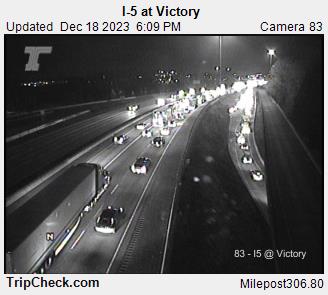 I-5 at Victory
Updated Dec 18 2023 6:09 PM Camera 83
T
N
83 - I5 @ Victory
TripCheck.com Milepost306.80